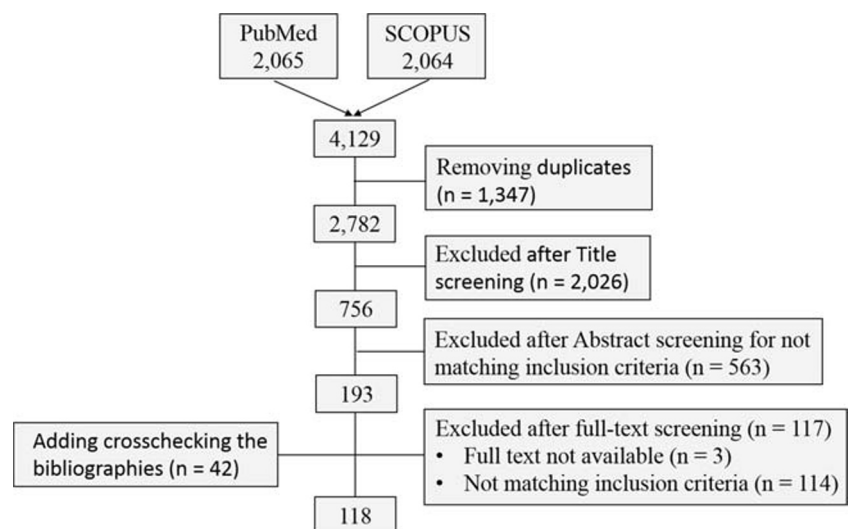 PubMed
2,065
SCOPUS
2,064
4,129
Removing duplicates
(n = 1,347)
2,782
Excluded after Title
screening (n = 2,026)
756
Excluded after Abstract screening for not
matching inclusion criteria (n = 563)
193
Adding crosschecking the
bibliographies (n = 42)
Excluded after full-text screening (n = 117)
• Full text not available (n = 3)
• Not matching inclusion criteria (n = 114)
118